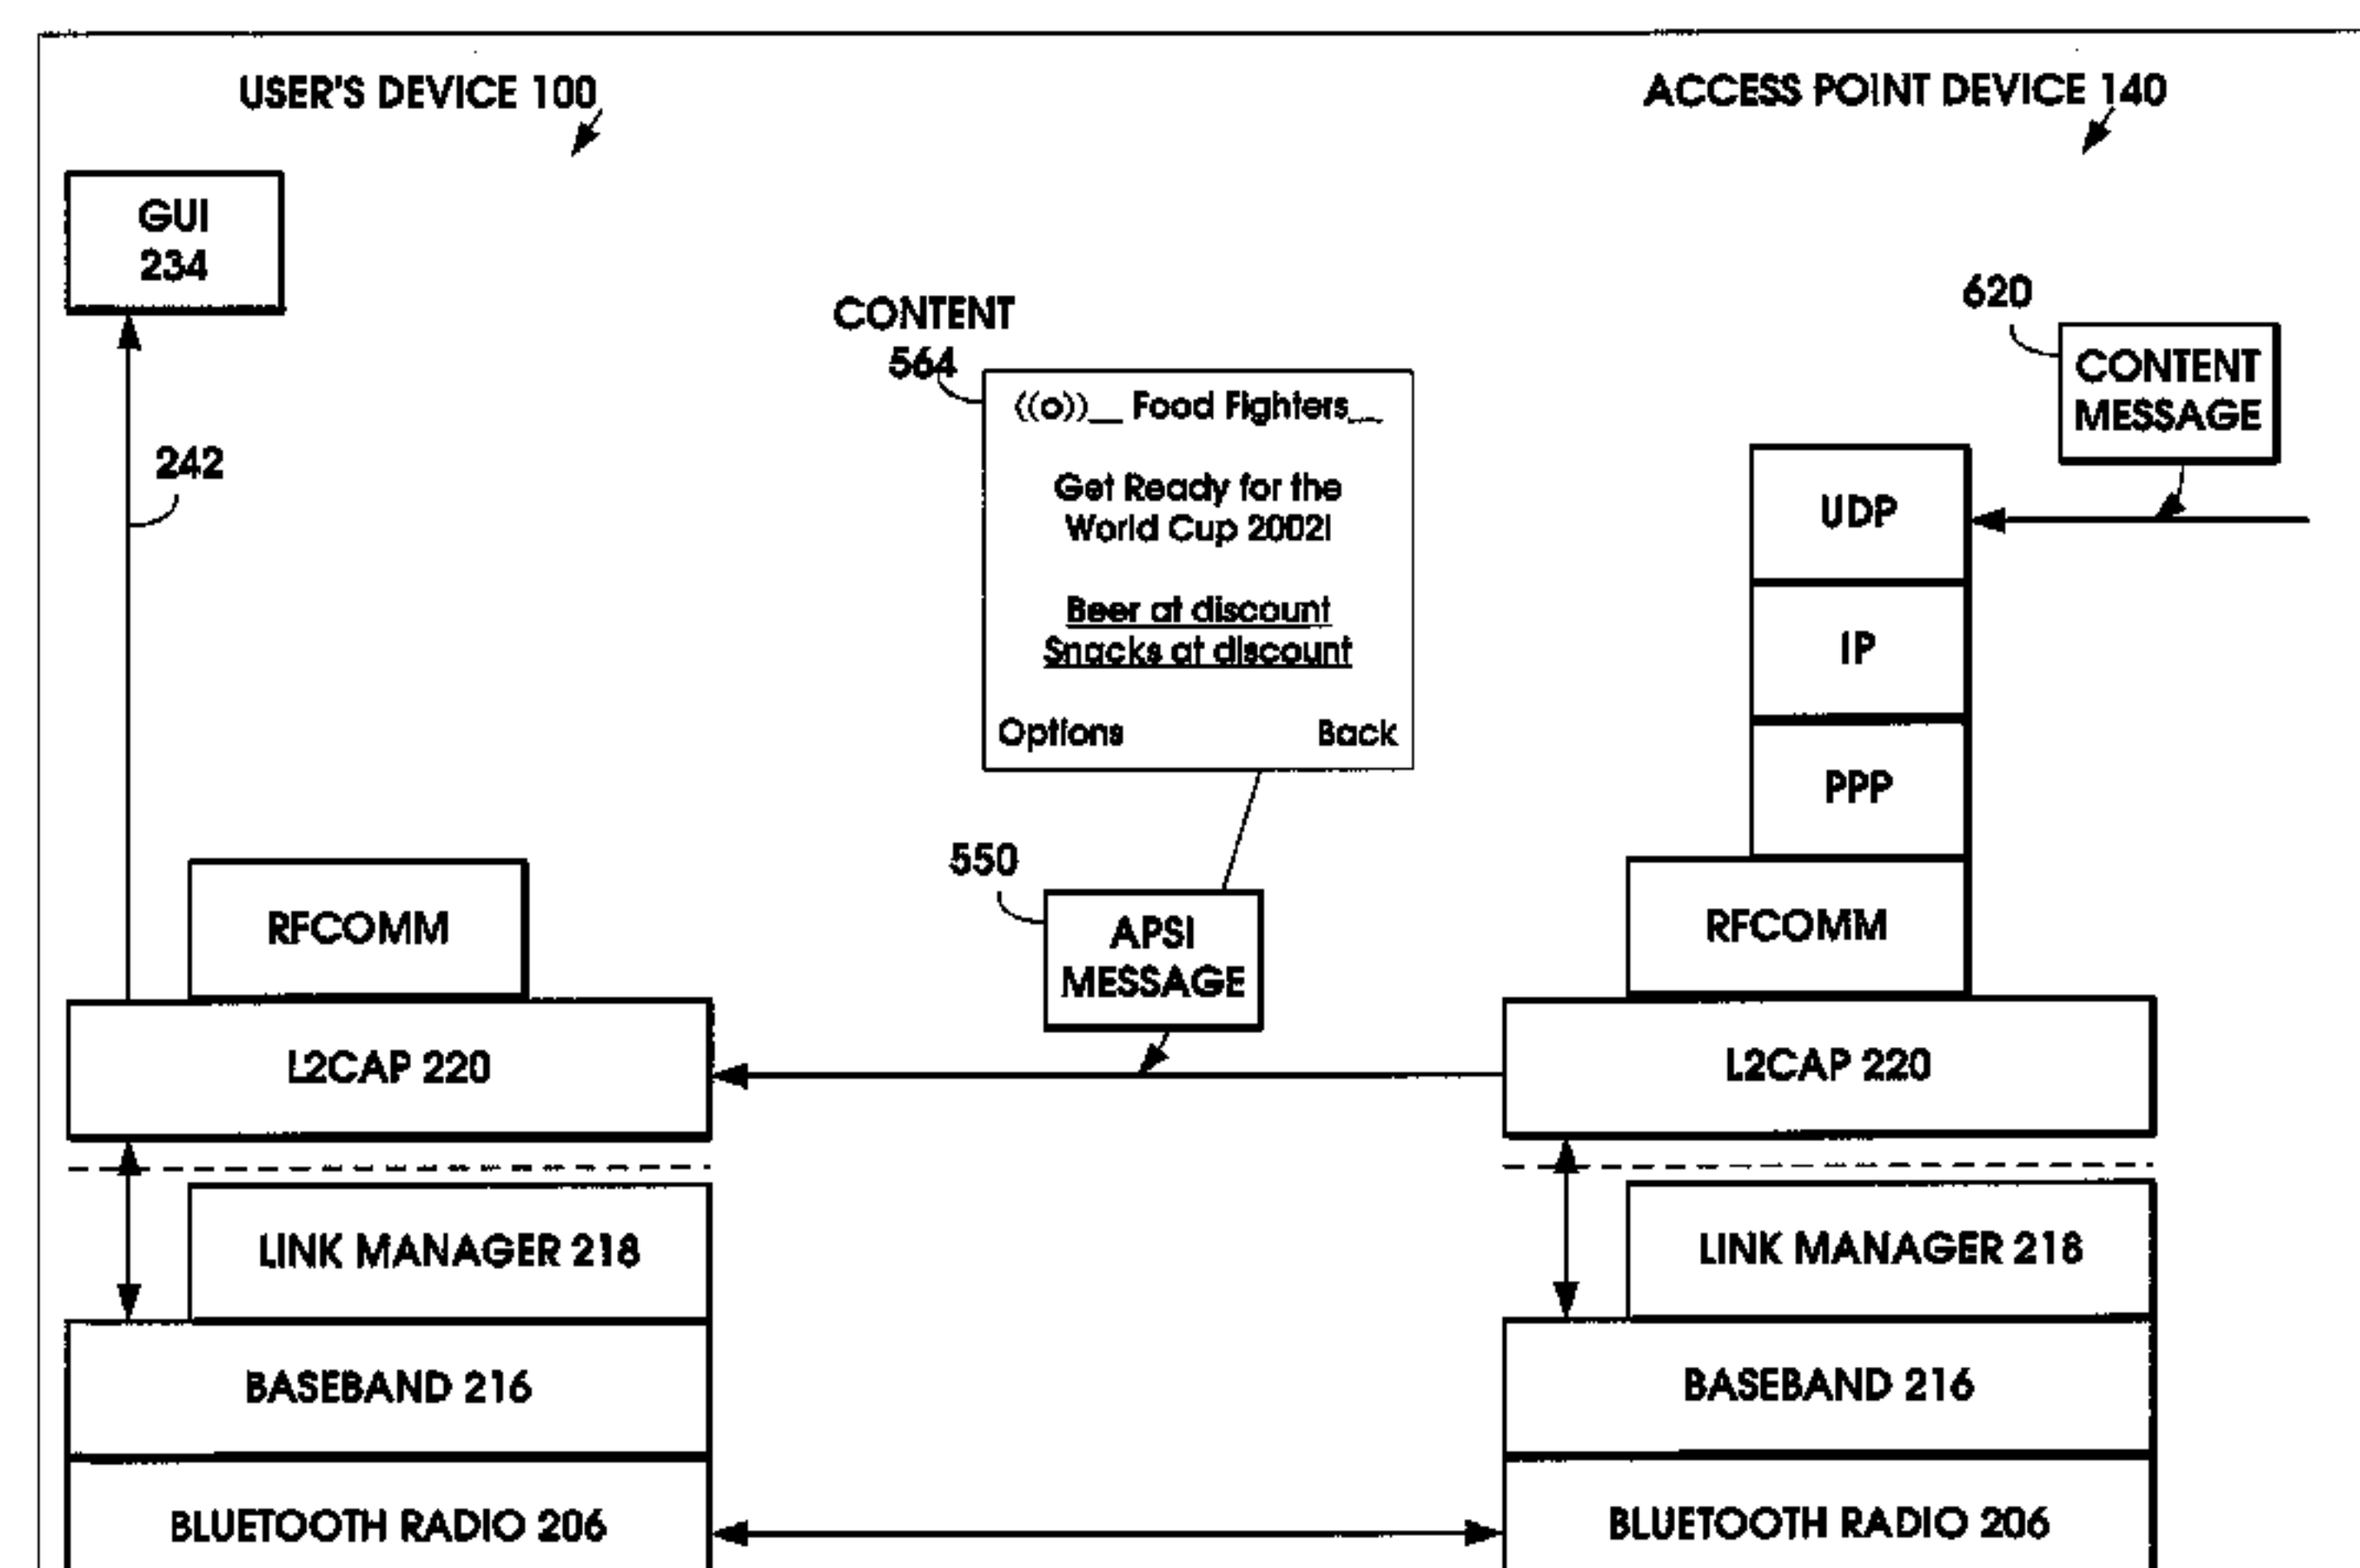 USER'S DEVICE 100
ACCESS POINT DEVICE 140
GUI
234
242
CONTENT
564
((o))__ Food Fighters__
Get Ready for the
World Cup 2002!
Beer at discount
Snacks at discount
Options Back
620
CONTENT
MESSAGE
UDP
IP
PPP
RFCOMM
550
APSI
MESSAGE
RFCOMM
L2CAP 220
L2CAP 220
LINK MANAGER 218
LINK MANAGER 218
BASEBAND 216
BASEBAND 216
BLUETOOTH RADIO 206
BLUETOOTH RADIO 206